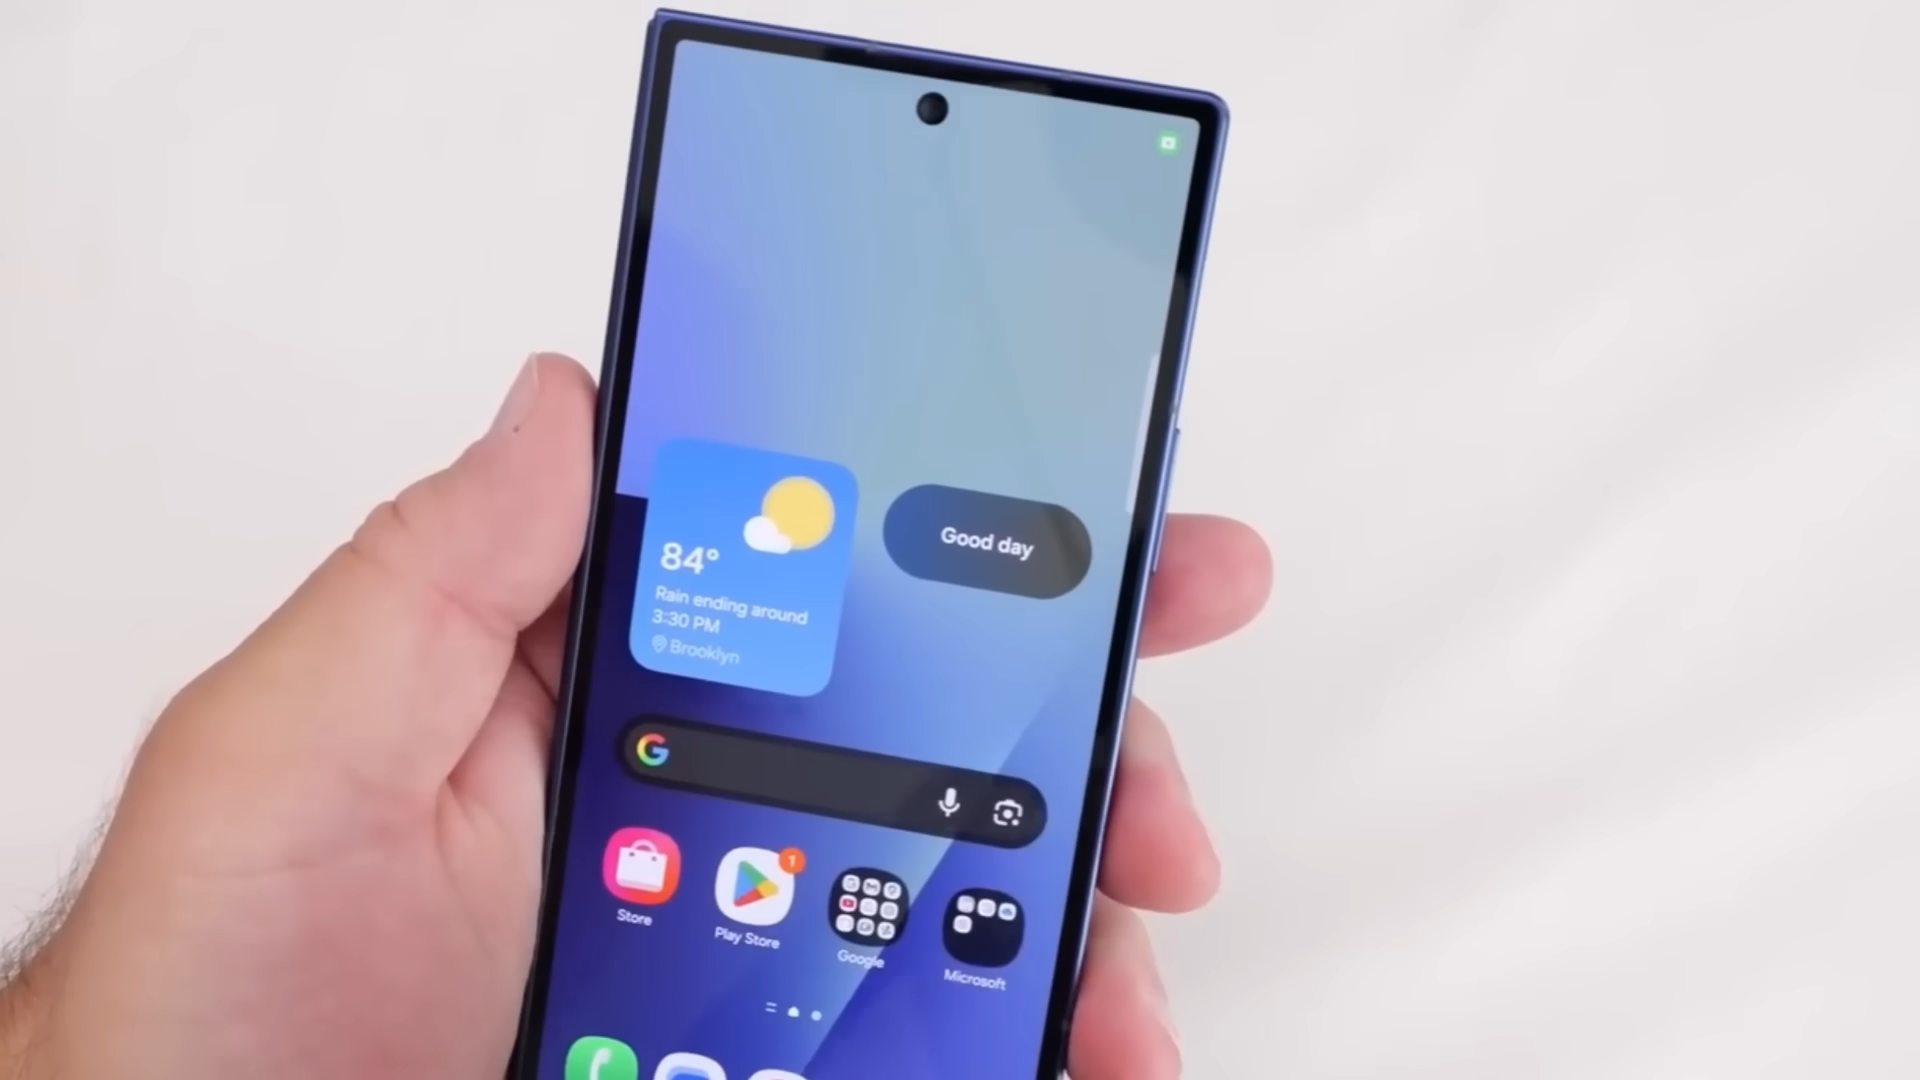 84°
Rain ending around
3:30 PM
Brooklyn
Good day
G
1
Store
Play Store
Google
Microsoft